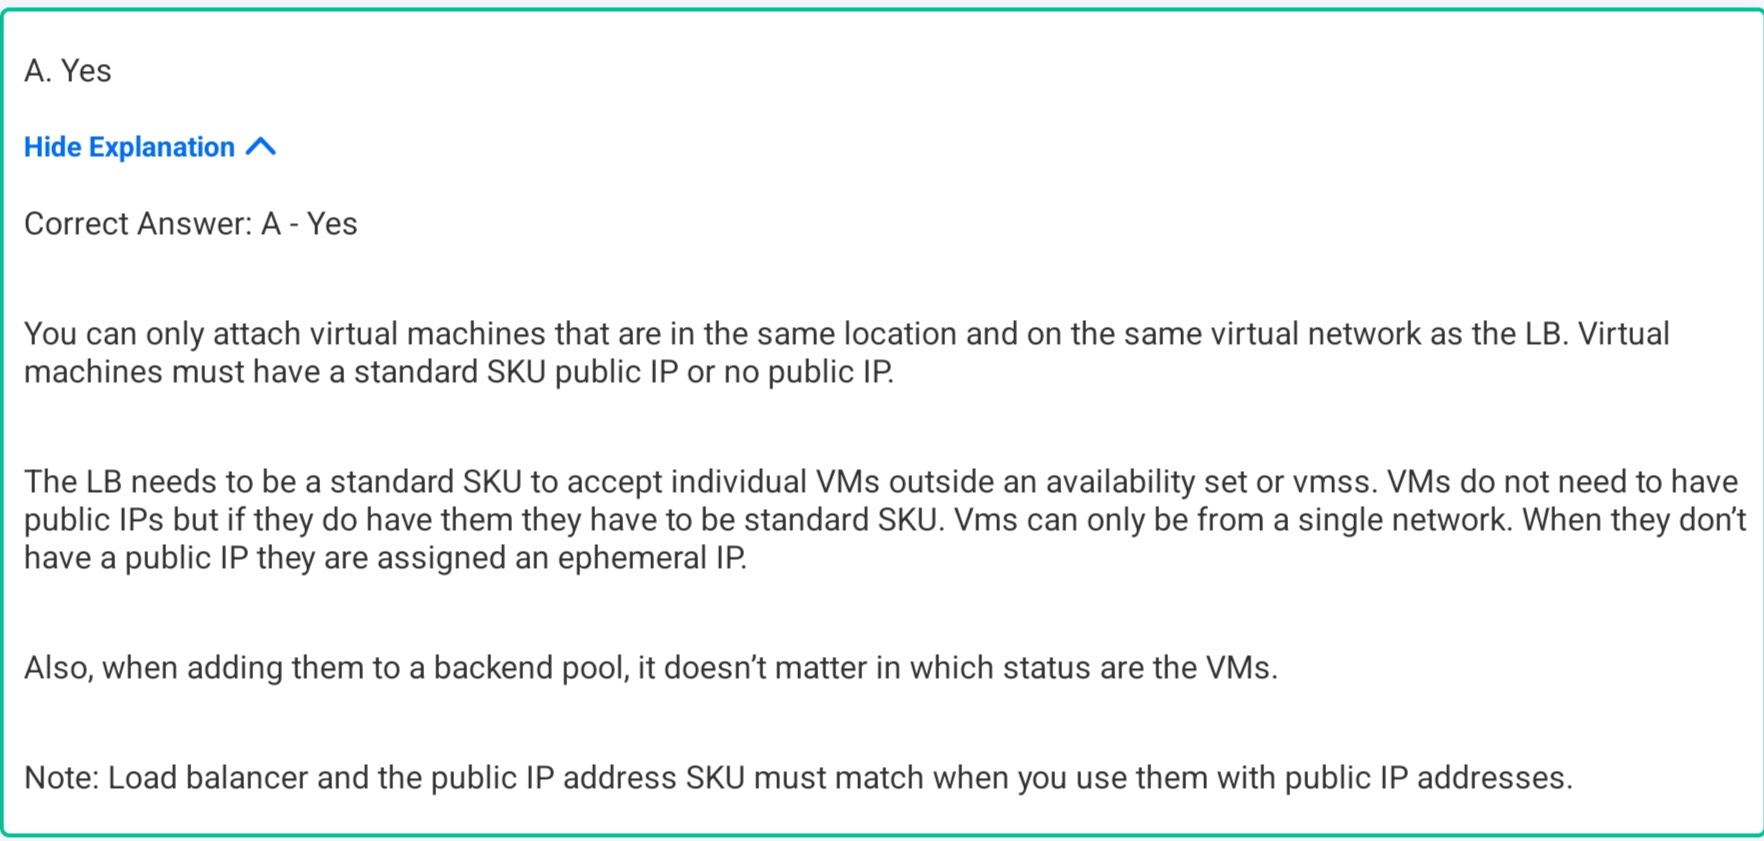 A. Yes
Hide Explanation
Correct Answer: A - Yes
You can only attach virtual machines that are in the same location and on the same virtual network as the LB. Virtual
machines must have a standard SKU public IP or no public IP.
The LB needs to be a standard SKU to accept individual VMs outside an availability set or vmss. VMs do not need to have
public IPs but if they do have them they have to be standard SKU. Vms can only be from a single network. When they don’t
have a public IP they are assigned an ephemeral IP.
Also, when adding them to a backend pool, it doesn’t matter in which status are the VMs.
Note: Load balancer and the public IP address SKU must match when you use them with public IP addresses.